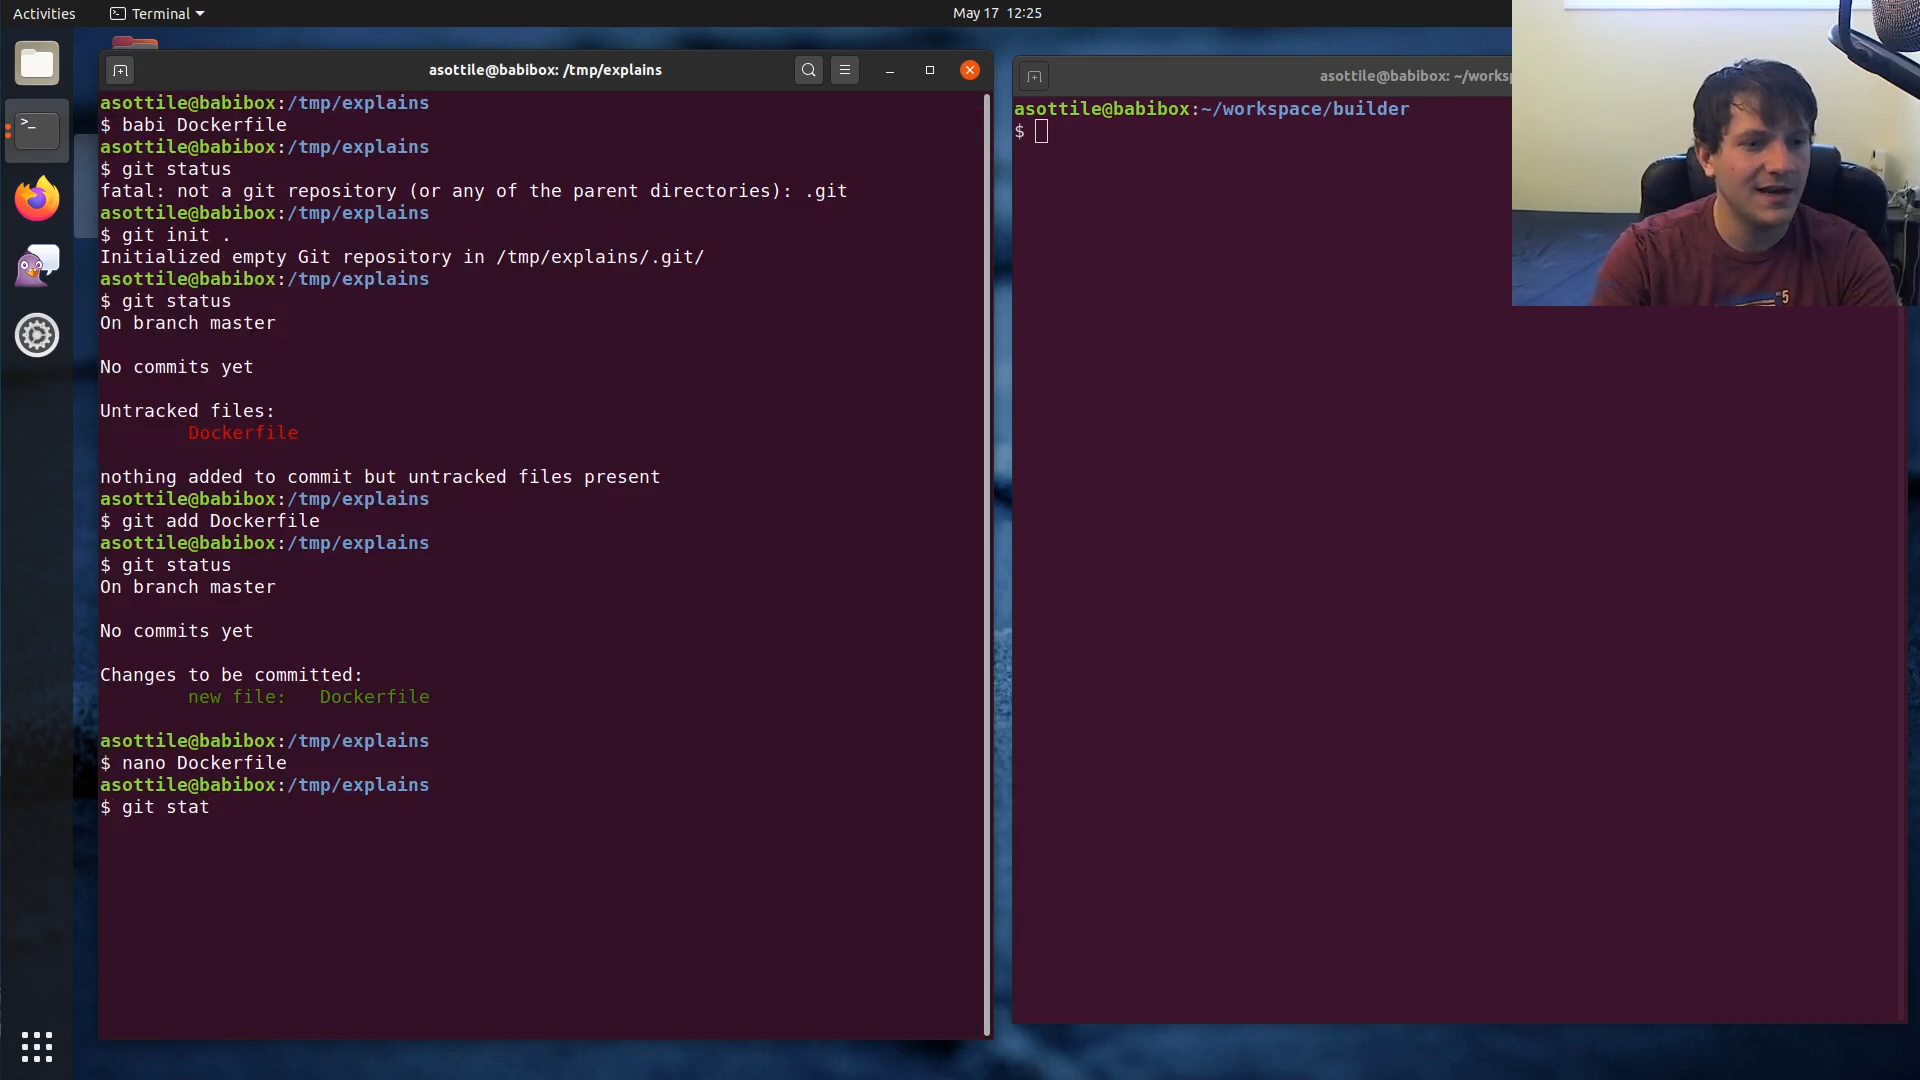 Activities
Terminal
May 17 12:25
asottile@babibox: /tmp/explains
asottile@babibox:/tmp/explains
$ babi Dockerfile
asottile@babibox:/tmp/explains
$ git status
fatal: not a git repository (or any of the parent directories): .git
asottile@babibox:/tmp/explains
$ git init .
Initialized empty Git repository in /tmp/explains/.git/
asottile@babibox:/tmp/explains
$ git status
On branch master
No commits yet
Untracked files:
Dockerfile
nothing added to commit but untracked files present
asottile@babibox:/tmp/explains
$ git add Dockerfile
asottile@babibox:/tmp/explains
$ git status
On branch master
No commits yet
Changes to be committed:
new file: Dockerfile
asottile@babibox:/tmp/explains
$ nano Dockerfile
asottile@babibox:/tmp/explains
$ git stat
asottile@babibox: ~/worksp
asottile@babibox:~/workspace/builder
$